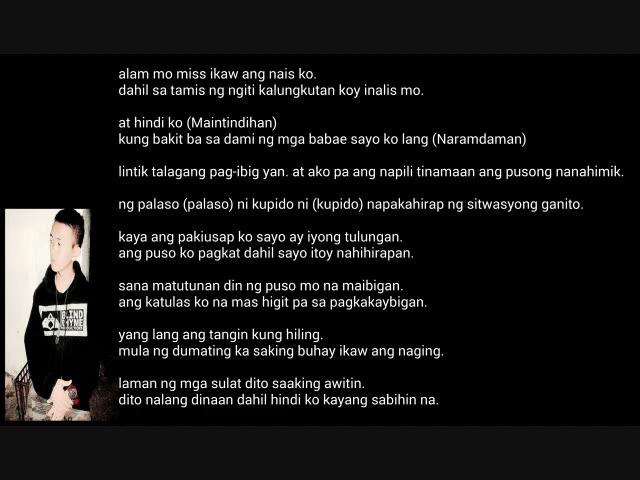 alam mo miss ikaw ang nais ko.
dahil sa tamis ng ngiti kalungkutan koy inalis mo.
at hindi ko (Maintindihan)
kung bakit ba sa dami ng mga babae sayo ko lang (Naramdaman)
lintik talagang pag-ibig yan. at ako pa ang napili tinamaan ang pusong nanahimik.
ng palaso (palaso) ni kupido ni (kupido) napakahirap ng sitwasyong ganito.
kaya ang pakiusap ko sayo ay iyong tulungan.
ang puso ko pagkat dahil sayo itoy nahihirapan.
sana matutunan din ng puso mo na maibigan.
ang katulas ko na mas higit pa sa pagkakaybigan.
yang lang ang tangin kung hiling.
mula ng dumating ka saking buhay ikaw ang naging.
laman ng mga sulat dito saaking awitin.
dito nalang dinaan dahil hindi ko kayang sabihin na.
BLIND
RHYME